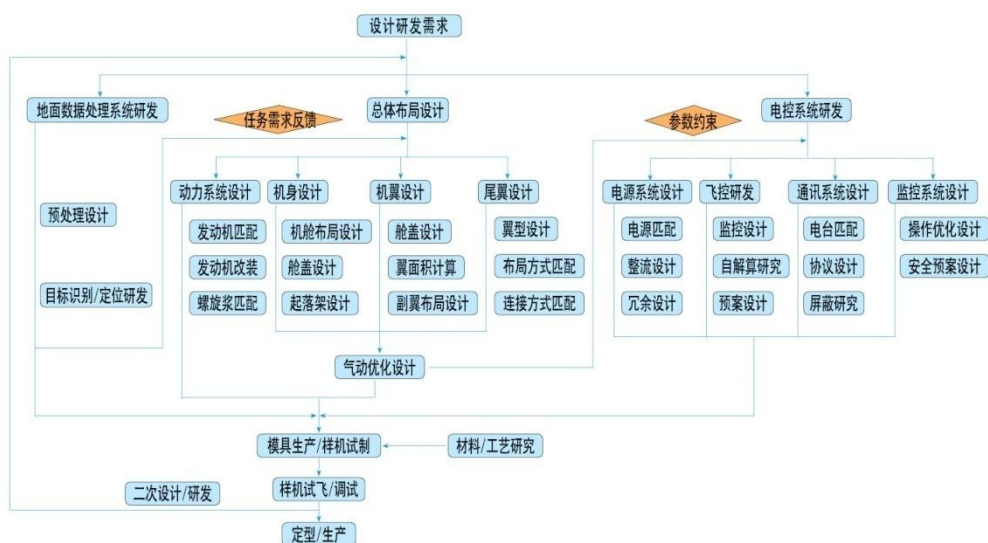 设计研发需求
地面数据处理系统研发
任务需求反馈
总体布局设计
参数约束
电控系统研发
动力系统设计
机身设计
机翼设计
尾翼设计
电源系统设计
飞控研发
通讯系统设计
监控系统设计
预处理设计
发动机匹配
机舱布局设计
舱盖设计
翼型设计
电源匹配
监控设计
电台匹配
操作优化设计
目标识别/定位研发
发动机改装
舱盖设计
翼面积计算
布局方式匹配
整流设计
自解算研究
协议设计
安全预案设计
螺旋浆匹配
起落架设计
副翼布局设计
连接方式匹配
冗余设计
预案设计
屏蔽研究
气动优化设计
模具生产/样机试制
材料/工艺研究
二次设计/研发
样机试飞/调试
定型/生产